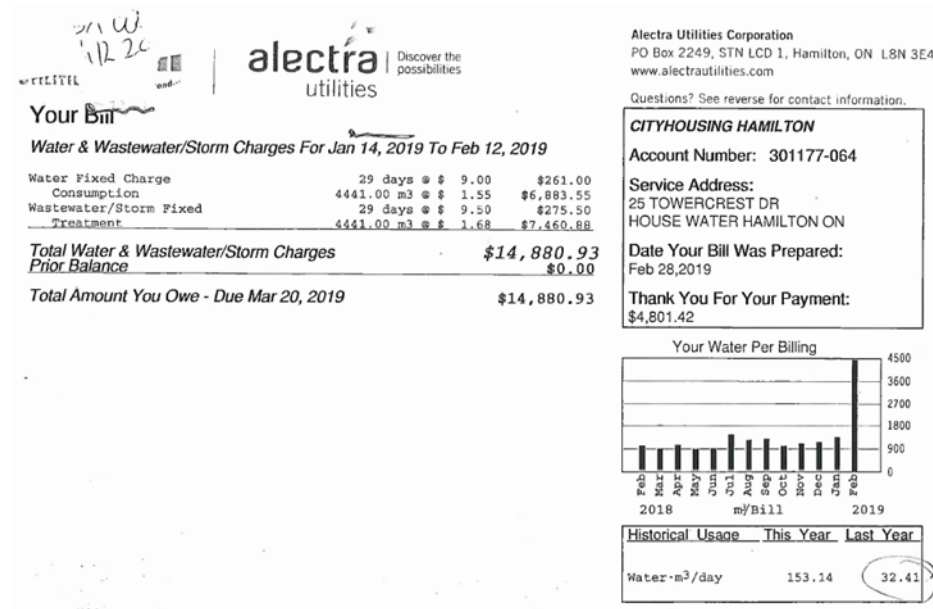 alectra
utilities
Discover the
possibilities
Alectra Utilities Corporation
PO Box 2249, STN LCD 1, Hamilton, ON L8N 3E4
www.alectrautilities.com
Questions? See reverse for contact information.
Your Bill
Water & Wastewater/Storm Charges For Jan 14, 2019 To Feb 12, 2019
Water Fixed Charge 29 days @ $ 9.00 $261.00
Consumption 4441.00 m3 @ $ 1.55 $6,883.55
Wastewater/Storm Fixed 29 days @ $ 9.50 $275.50
Treatment 4441.00 m3 @ $ 1.68 $7,460.88
Total Water & Wastewater/Storm Charges $14,880.93
Prior Balance $0.00
Total Amount You Owe - Due Mar 20, 2019 $14,880.93
CITYHOUSING HAMILTON
Account Number: 301177-064
Service Address:
25 TOWERCREST DR
HOUSE WATER HAMILTON ON
Date Your Bill Was Prepared:
Feb 28,2019
Thank You For Your Payment:
$4,801.42
Your Water Per Billing
4500
3600
2700
1800
900
0
Feb Mar Apr May Jun Jul Aug Sep Oct Nov Dec Jan Feb
2018 m³/Bill 2019
Historical Usage This Year Last Year
Water-m3/day 153.14 32.41